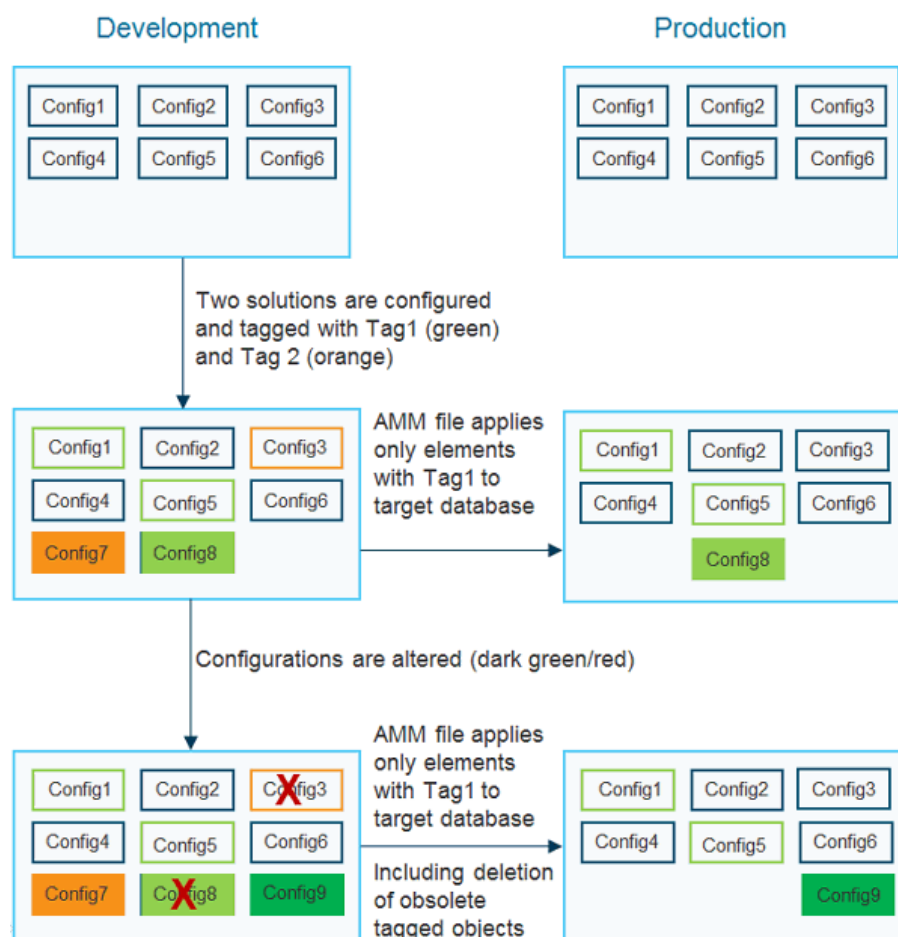 Development
Production
Config1 Config2 Config3
Config4 Config5 Config6
Config1 Config2 Config3
Config4 Config5 Config6
Two solutions are configured
and tagged with Tag1 (green)
and Tag 2 (orange)
Config1 Config2 Config3
Config4 Config5 Config6
Config7 Config8
AMM file applies
only elements
with Tag1 to
target database
Config1 Config2 Config3
Config4 Config5 Config6
Config8
Configurations are altered (dark green/red)
Config1 Config2 Config3
X
Config4 Config5 Config6
Config7 Config8 Config9
X
AMM file applies
only elements
with Tag1 to
target database
Including deletion
of obsolete
tagged objects
Config1 Config2 Config3
Config4 Config5 Config6
Config9